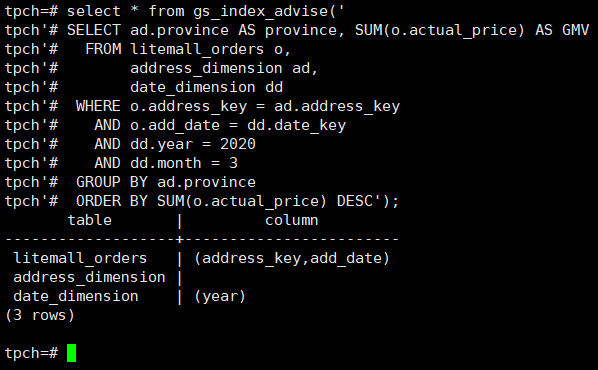 tpch=# select * from gs_index_advise('
tpch'# SELECT ad.province AS province, SUM(o.actual_price) AS GMV
tpch'#   FROM litemall_orders o,
tpch'#        address_dimension ad,
tpch'#        date_dimension dd
tpch'#  WHERE o.address_key = ad.address_key
tpch'#    AND o.add_date = dd.date_key
tpch'#    AND dd.year = 2020
tpch'#    AND dd.month = 3
tpch'#  GROUP BY ad.province
tpch'#  ORDER BY SUM(o.actual_price) DESC');
       table       |         column
-------------------+------------------------
 litemall_orders   | (address_key,add_date)
 address_dimension |
 date_dimension    | (year)
(3 rows)
tpch=#